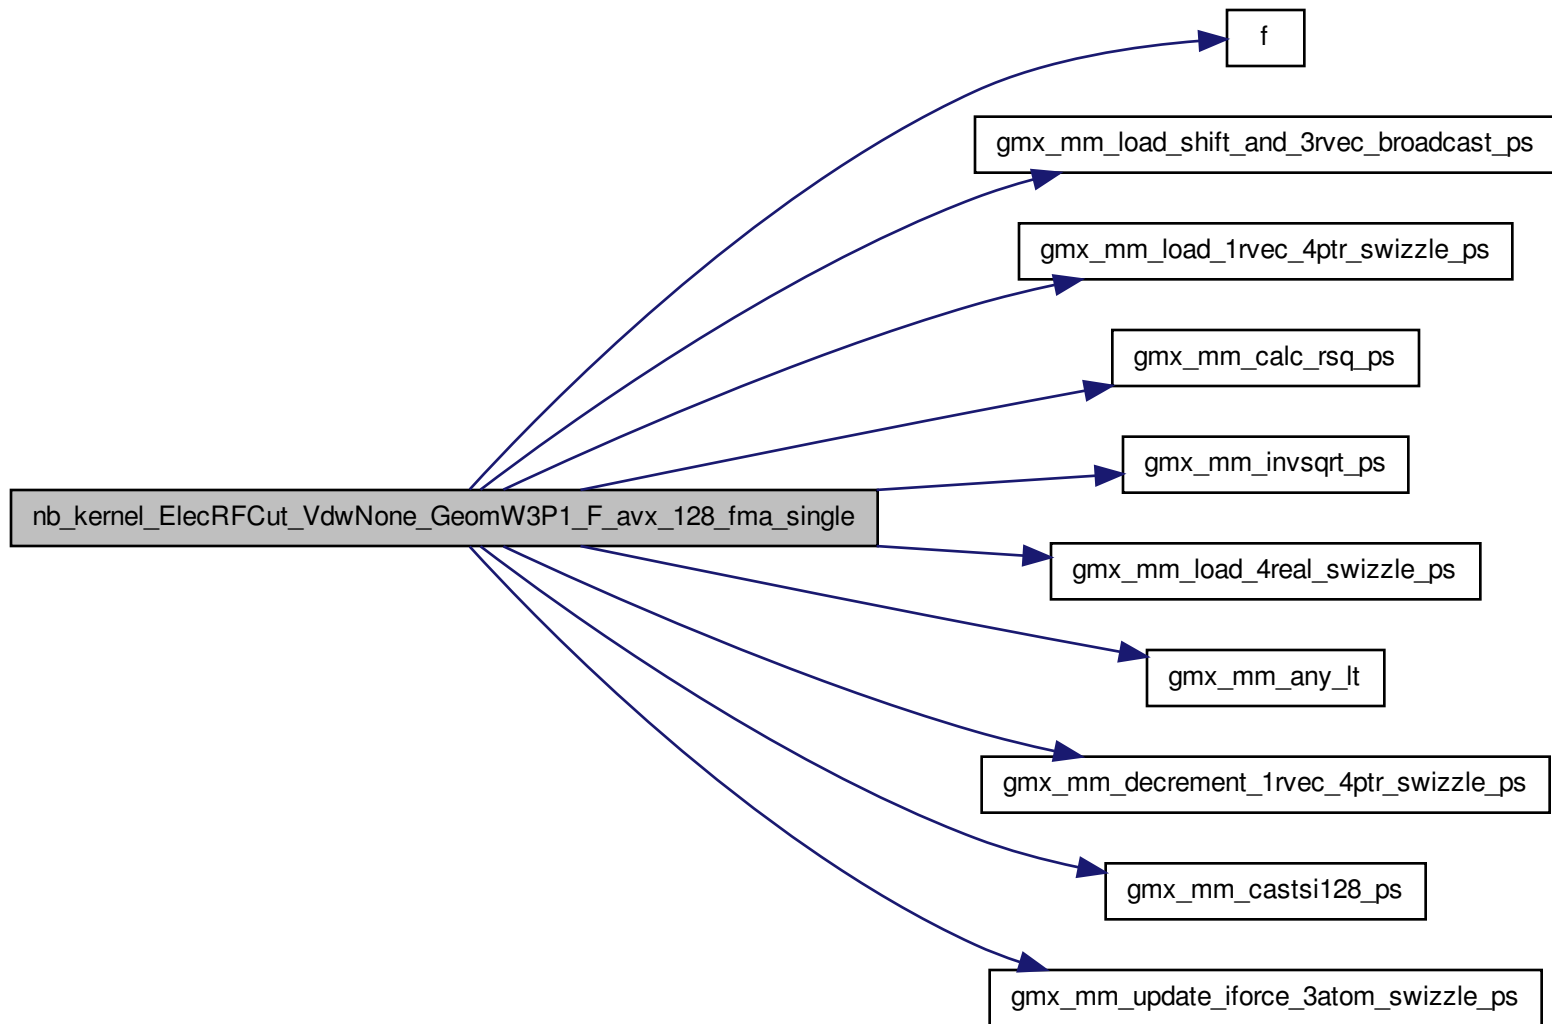 f
gmx_mm_load_shift_and_3rvec_broadcast_ps
gmx_mm_load_1rvec_4ptr_swizzle_ps
gmx_mm_calc_rsq_ps
gmx_mm_invsqrt_ps
nb_kernel_ElecRFCut_VdwNone_GeomW3P1_F_avx_128_fma_single
gmx_mm_load_4real_swizzle_ps
gmx_mm_any_lt
gmx_mm_decrement_1rvec_4ptr_swizzle_ps
gmx_mm_castsi128_ps
gmx_mm_update_iforce_3atom_swizzle_ps